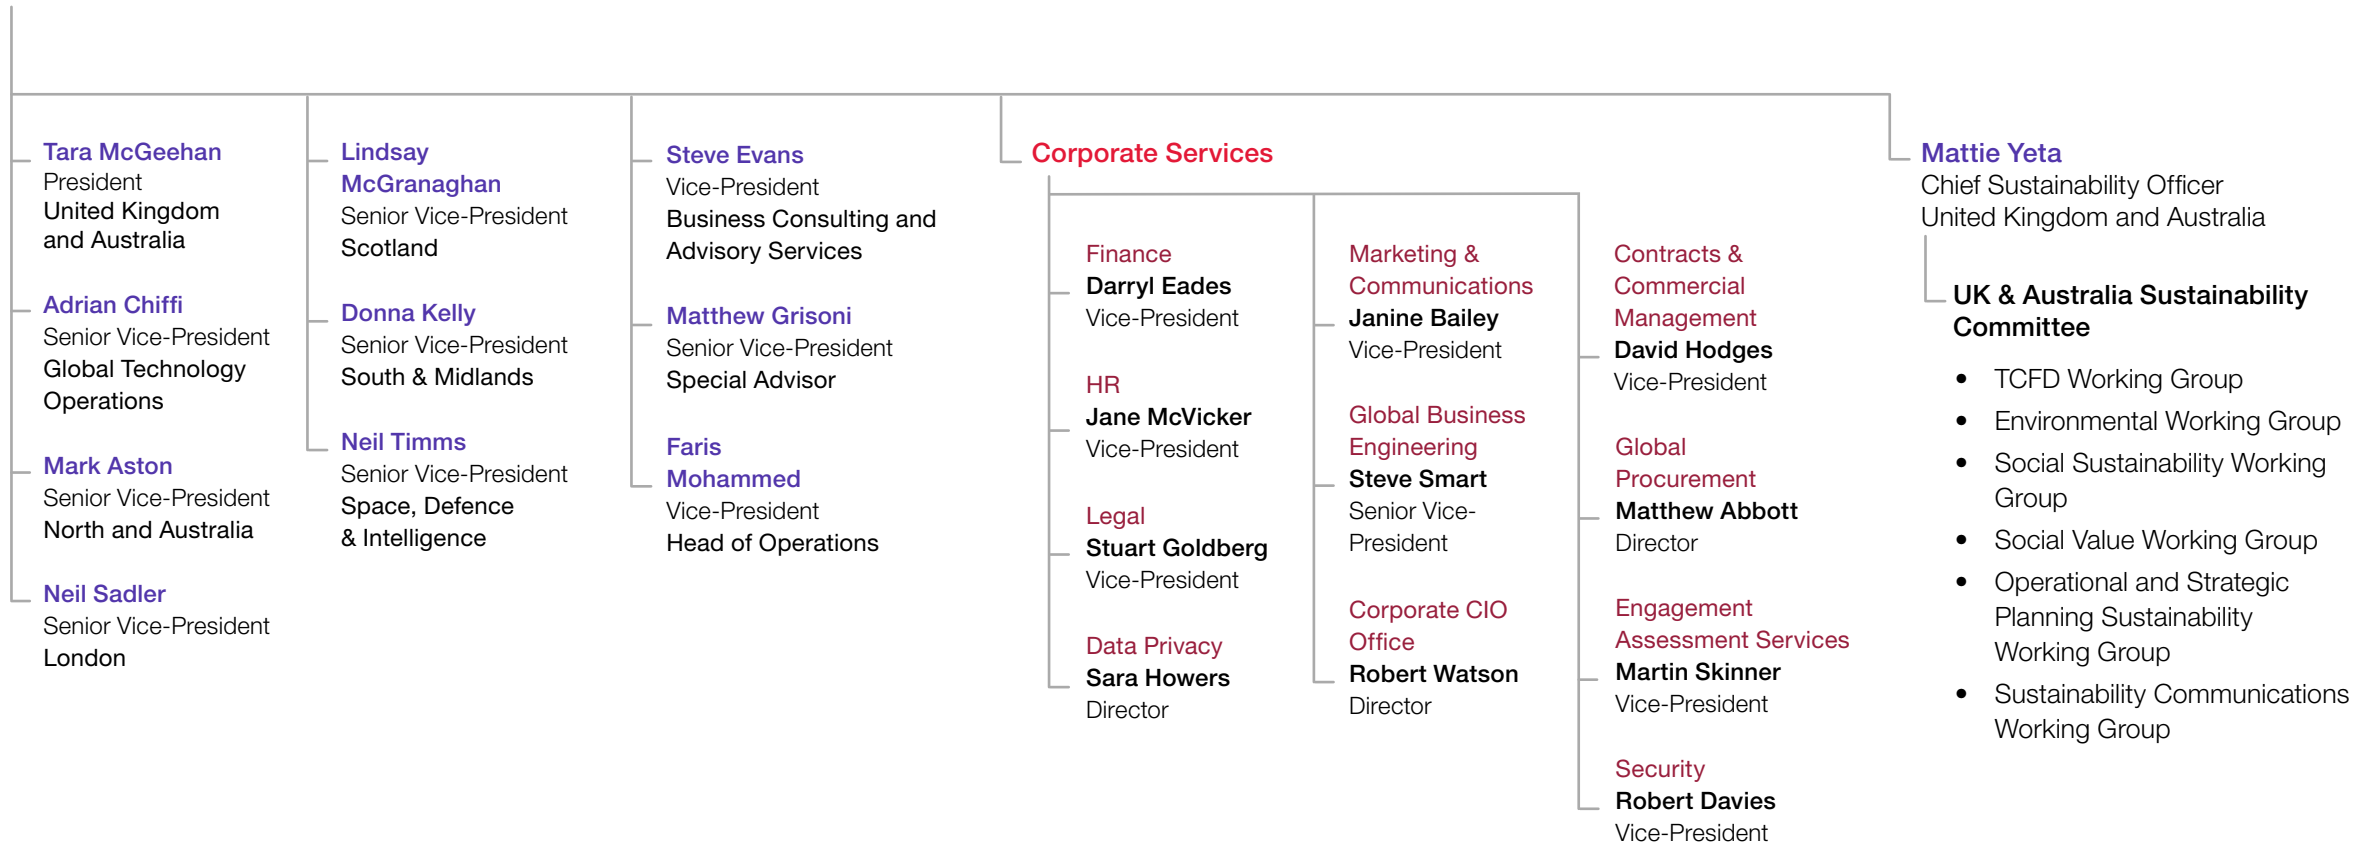 Tara McGeehan
President
United Kingdom
and Australia
Adrian Chiffi
Senior Vice-President
Global Technology
Operations
Mark Aston
Senior Vice-President
North and Australia
Neil Sadler
Senior Vice-President
London
Lindsay
McGranaghan
Senior Vice-President
Scotland
Donna Kelly
Senior Vice-President
South & Midlands
Neil Timms
Senior Vice-President
Space, Defence
& Intelligence
Steve Evans
Vice-President
Business Consulting and
Advisory Services
Matthew Grisoni
Senior Vice-President
Special Advisor
Faris
Mohammed
Vice-President
Head of Operations
Corporate Services
Finance
Darryl Eades
Vice-President
HR
Jane McVicker
Vice-President
Legal
Stuart Goldberg
Vice-President
Data Privacy
Sara Howers
Director
Marketing &
Communications
Janine Bailey
Vice-President
Global Business
Engineering
Steve Smart
Senior Vice-
President
Corporate CIO
Office
Robert Watson
Director
Contracts &
Commercial
Management
David Hodges
Vice-President
Global
Procurement
Matthew Abbott
Director
Engagement
Assessment Services
Martin Skinner
Vice-President
Security
Robert Davies
Vice-President
Mattie Yeta
Chief Sustainability Officer
United Kingdom and Australia
UK & Australia Sustainability
Committee
• TCFD Working Group
• Environmental Working Group
• Social Sustainability Working
Group
• Social Value Working Group
• Operational and Strategic
Planning Sustainability
Working Group
• Sustainability Communications
Working Group